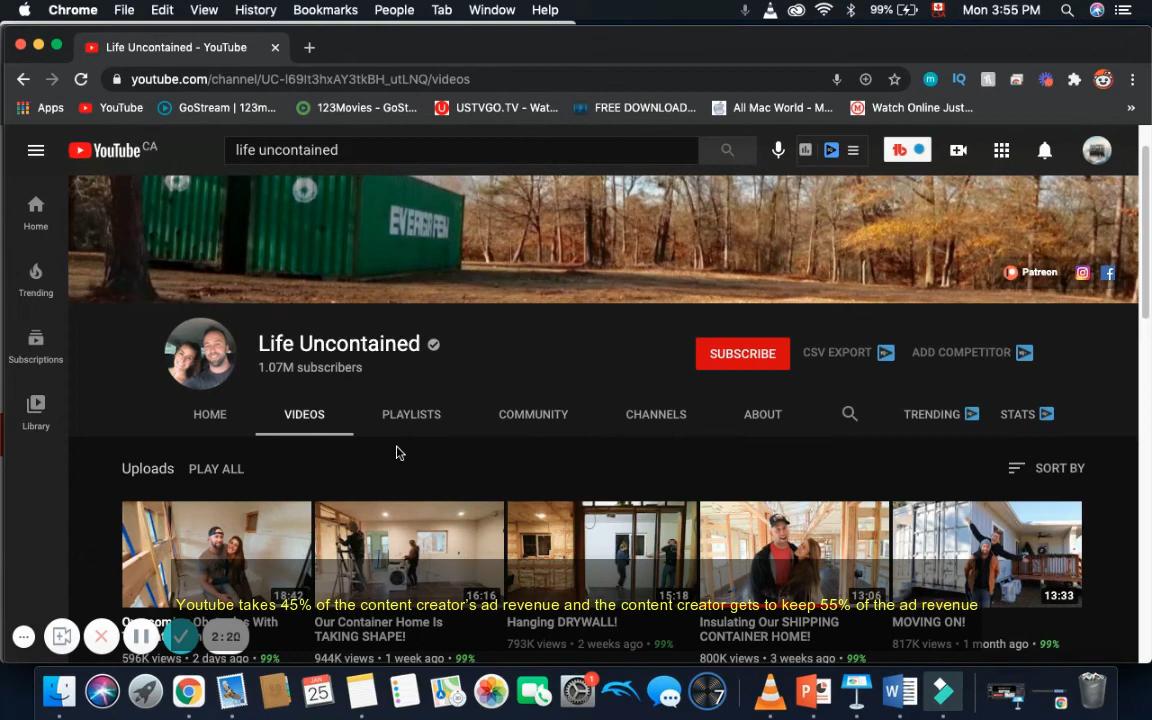 Chrome File Edit View History Bookmarks People Tab Window Help 99% Mon 3:55 PM
Life Uncontained - YouTube
youtube.com/channel/UC-l69It3hxAY3tkBH_utLNQ/videos
Apps YouTube GoStream | 123m... 123Movies - GoSt... USTVGO.TV - Wat... FREE DOWNLOAD... All Mac World - M... Watch Online Just... »
YouTube CA life uncontained
EVERGREEN
Home
Trending
Subscriptions
Library
Patreon
Life Uncontained
1.07M subscribers
SUBSCRIBE CSV EXPORT ADD COMPETITOR
HOME VIDEOS PLAYLISTS COMMUNITY CHANNELS ABOUT TRENDING STATS
Uploads PLAY ALL SORT BY
18:42 16:16 15:18 13:06 13:33
Youtube takes 45% of the content creator's ad revenue and the content creator gets to keep 55% of the ad revenue
With Our Container Home Is Hanging DRYWALL! Insulating Our SHIPPING MOVING ON!
TAKING SHAPE! CONTAINER HOME!
2:20
793K views • 2 weeks ago • 99% 817K views • 1 month ago • 99%
596K views • 2 days ago • 99% 944K views • 1 week ago • 99% 800K views • 3 weeks ago • 99%
JAN 25 1 7